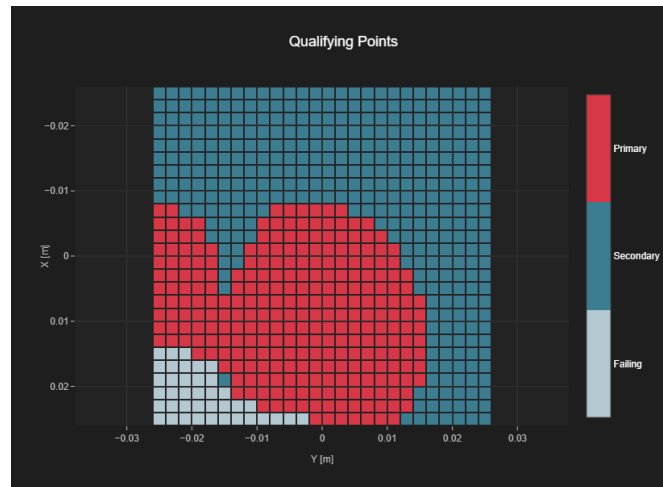 Qualifying Points
−0.02
−0.01
0
0.01
0.02
X [m]
−0.03
−0.02
−0.01
0
0.01
0.02
0.03
Y [m]
Primary
Secondary
Failing